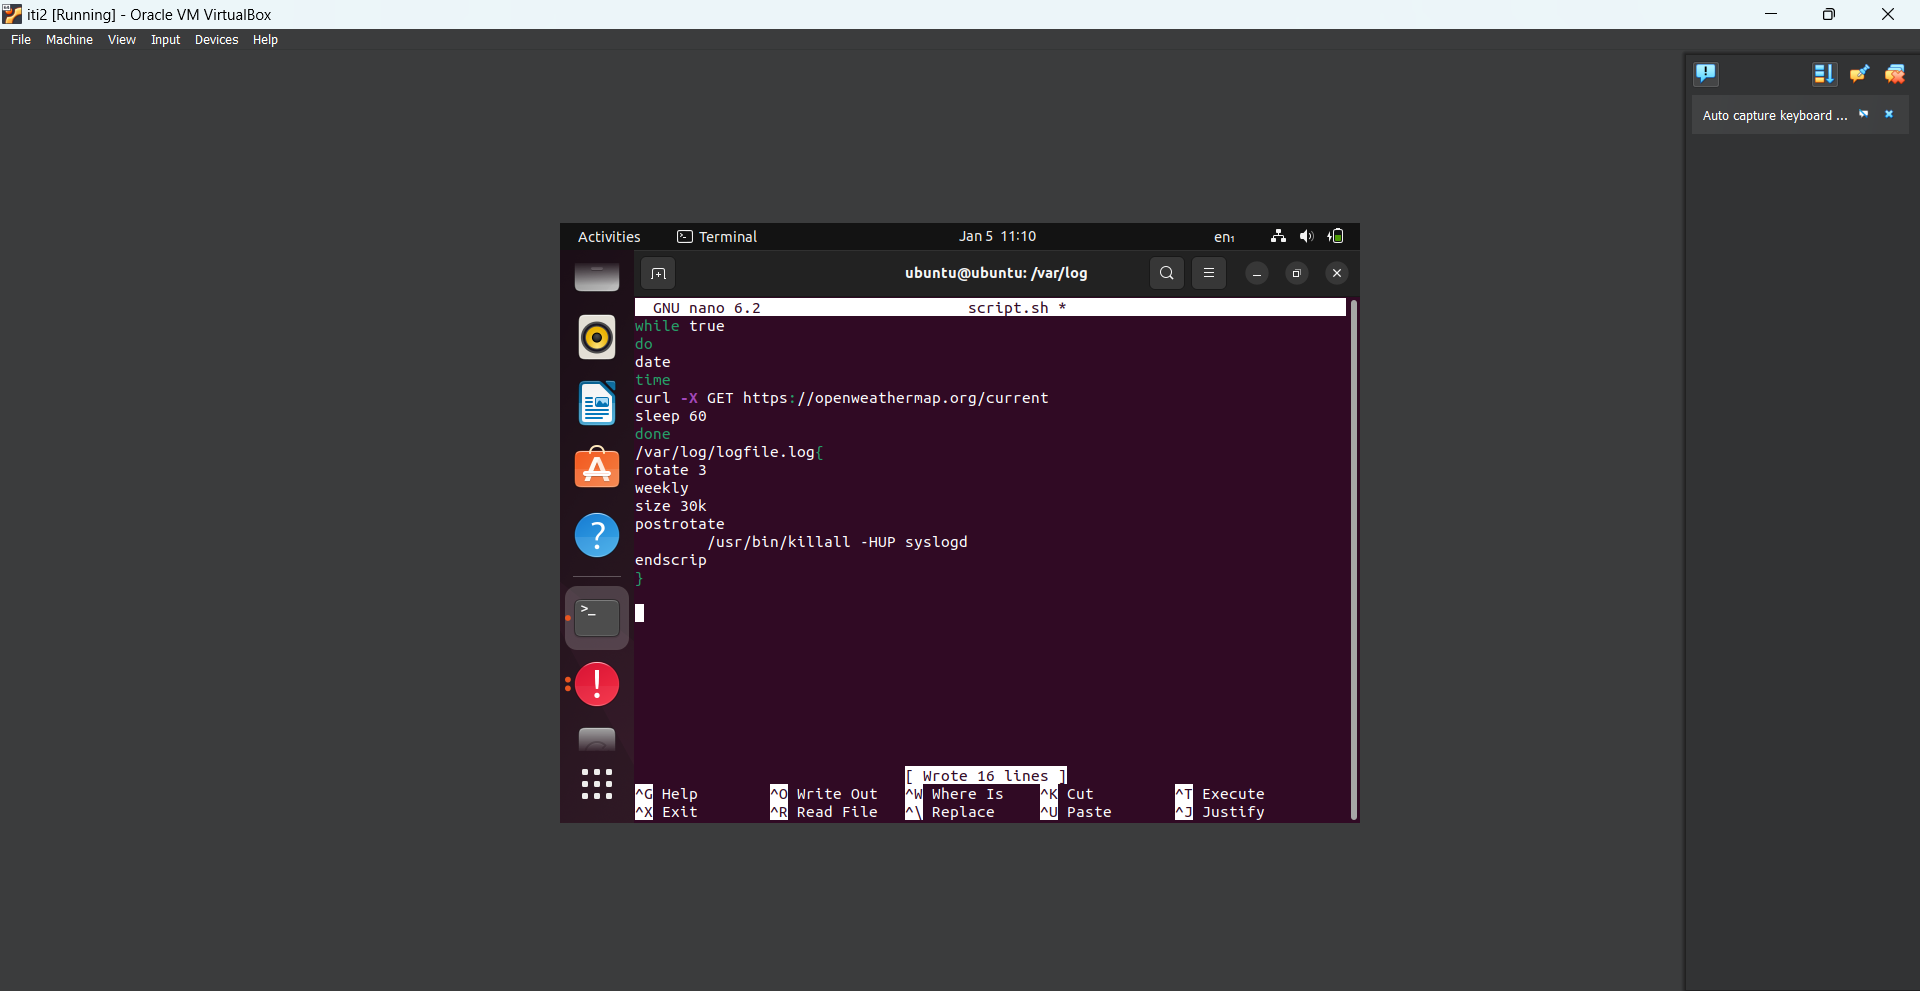 iti2 [Running] - Oracle VM VirtualBox
File Machine View Input Devices Help
Auto capture keyboard ...
Activities Terminal Jan 5 11:10 en₁
ubuntu@ubuntu: /var/log
GNU nano 6.2 script.sh *
while true
do
date
time
curl -X GET https://openweathermap.org/current
sleep 60
done
/var/log/logfile.log{
rotate 3
weekly
size 30k
postrotate
/usr/bin/killall -HUP syslogd
endscrip
}
[ Wrote 16 lines ]
^G Help ^O Write Out ^W Where Is ^K Cut ^T Execute
^X Exit ^R Read File ^\ Replace ^U Paste ^J Justify